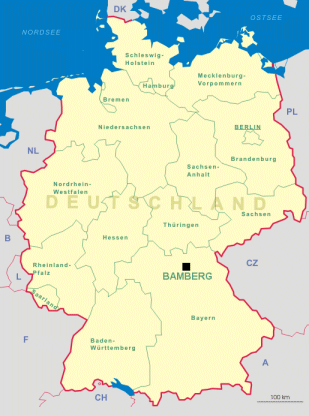 DK
OSTSEE
NORDSEE
Schleswig-
Holstein
Mecklenburg-
Vorpommern
Hamburg
Bremen
PL
Niedersachsen
BERLIN
NL
Brandenburg
Sachsen-
Anhalt
Nordrhein-
Westfalen
DEUTSCHLAND
Sachsen
Thüringen
B
Hessen
CZ
Rheinland-
Pfalz
L
BAMBERG
Saarland
Bayern
F
Baden-
Württemberg
A
CH
100 km